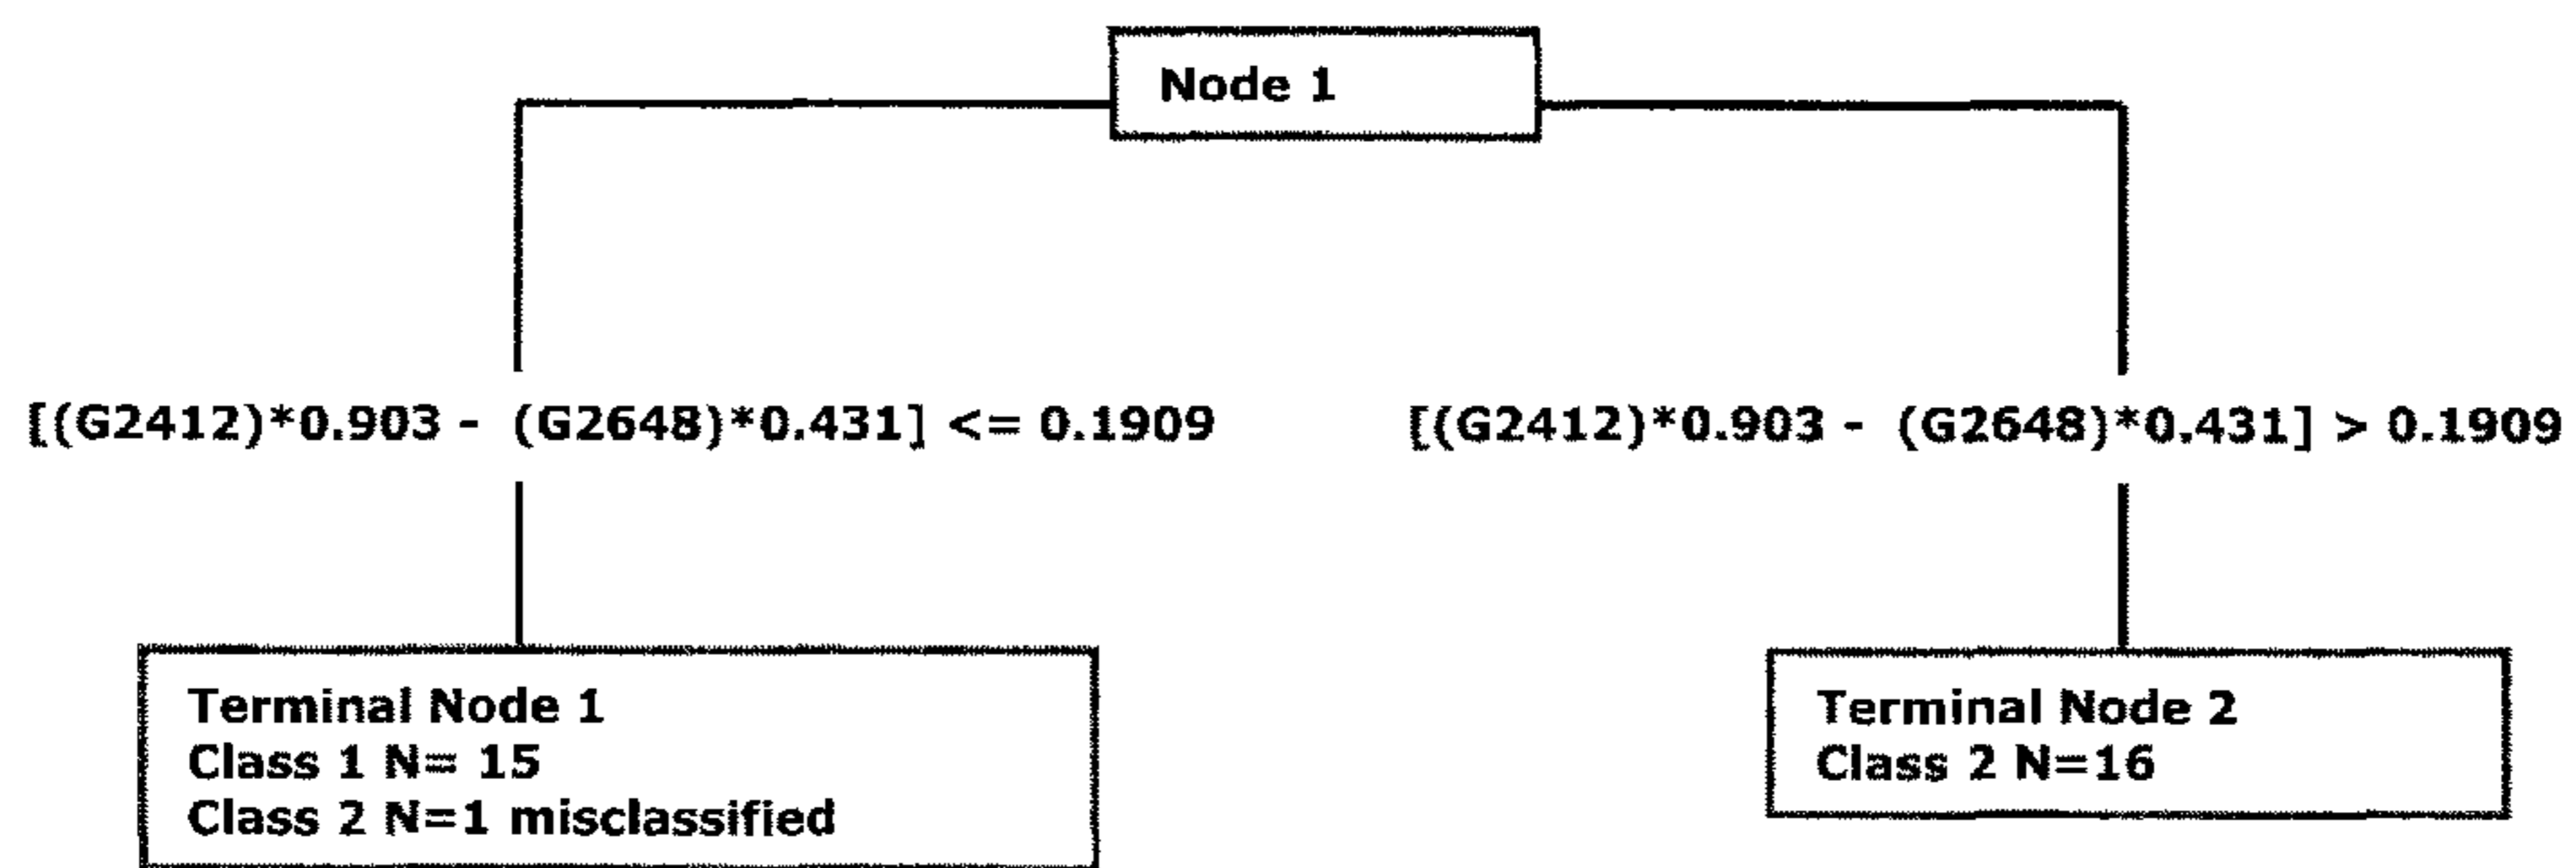 Node 1
[(G2412)*0.903 - (G2648)*0.431] <= 0.1909
[(G2412)*0.903 - (G2648)*0.431] > 0.1909
Terminal Node 1
Class 1 N= 15
Class 2 N=1 misclassified
Terminal Node 2
Class 2 N=16